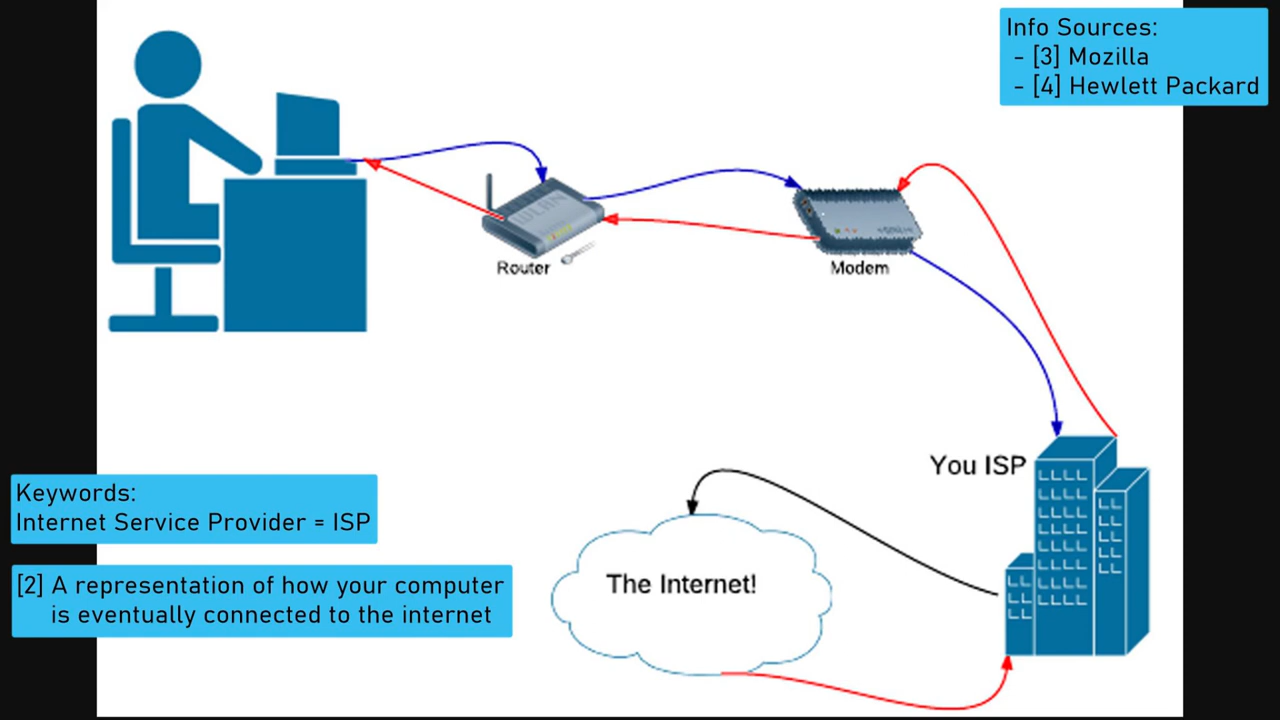 Info Sources:
- [3] Mozilla
- [4] Hewlett Packard
WLAN
Router
Modem
You ISP
Keywords:
Internet Service Provider = ISP
[2] A representation of how your computer
is eventually connected to the internet
The Internet!